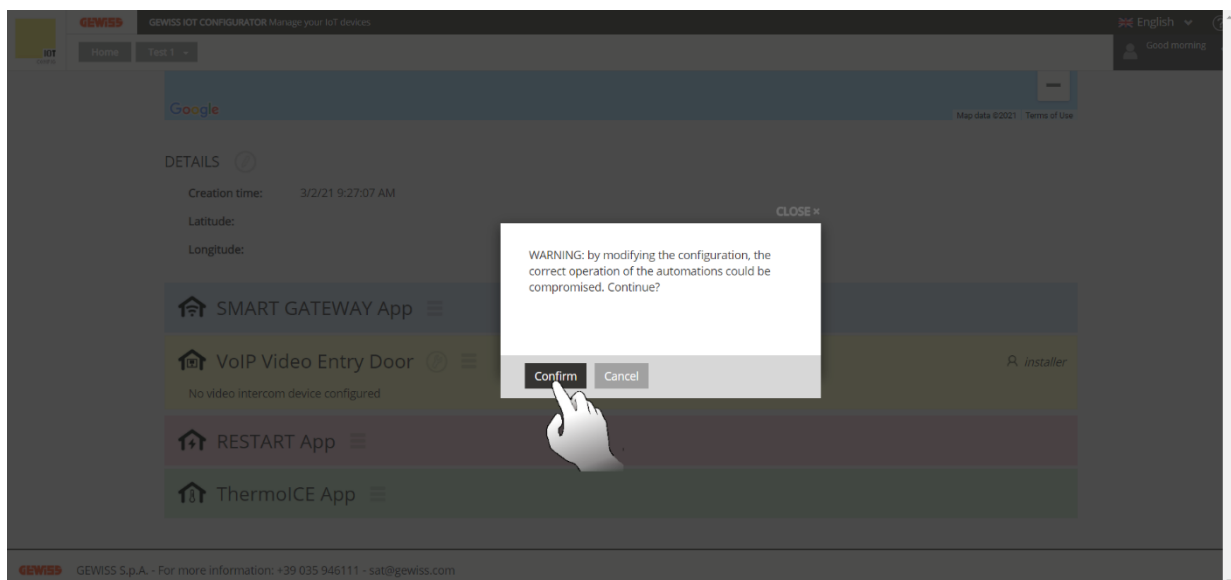 GEWISS GEWISS IOT CONFIGURATOR Manage your IoT devices English
IOT Home Test 1 Good morning
Google Map data ©2021 Terms of Use
DETAILS
Creation time: 3/2/21 9:27:07 AM
CLOSE ×
Latitude:
Longitude:
WARNING: by modifying the configuration, the
correct operation of the automations could be
compromised. Continue?
SMART GATEWAY App
VoIP Video Entry Door installer
Confirm Cancel
No video intercom device configured
RESTART App
ThermoICE App
GEWISS GEWISS S.p.A. - For more information: +39 035 946111 - sat@gewiss.com